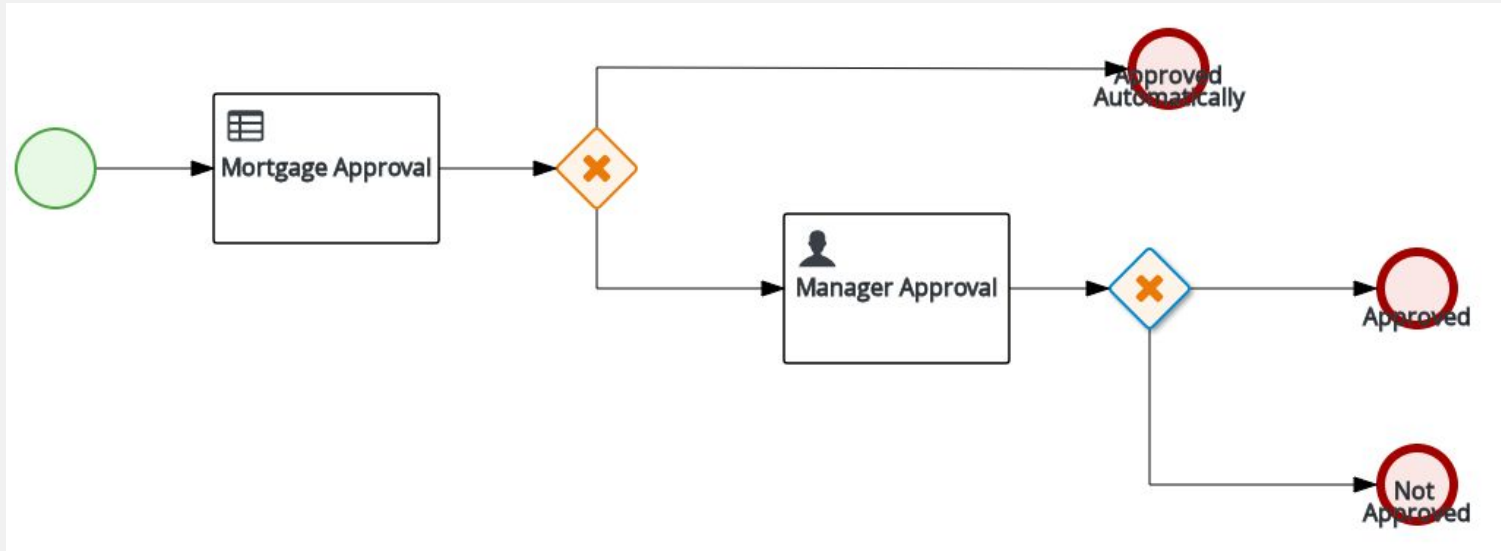 Approved
Automatically
Mortgage Approval
Manager Approval
Approved
Not
Approved